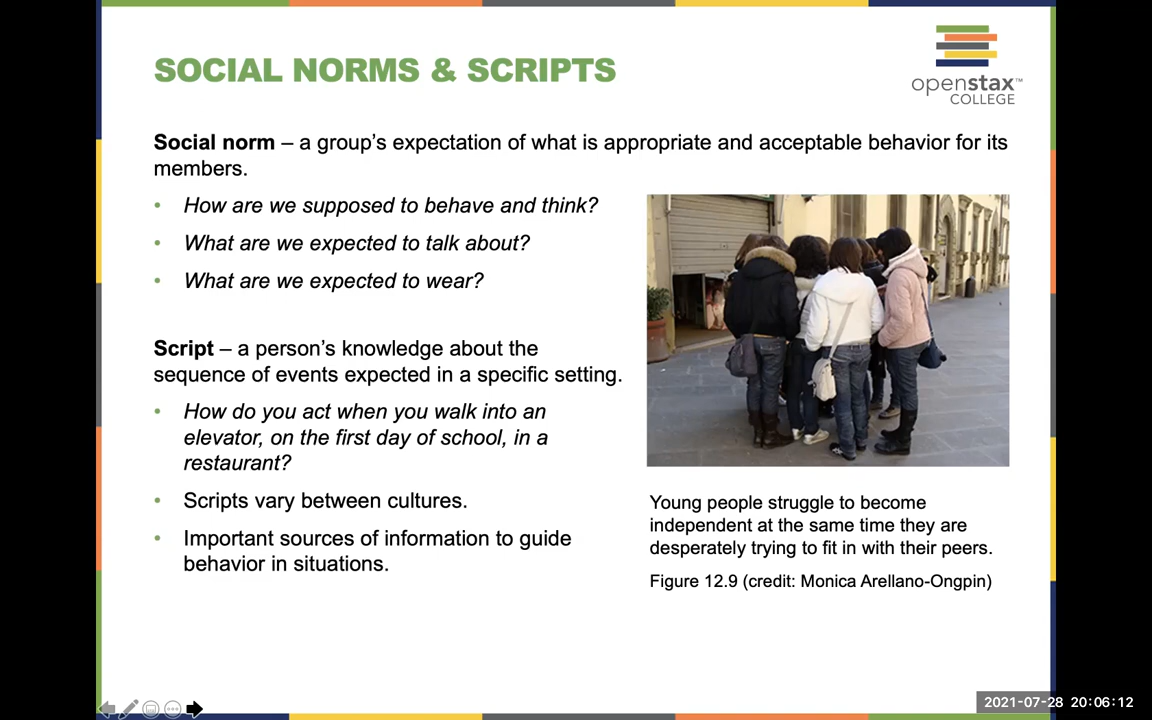 SOCIAL NORMS & SCRIPTS
openstax™
COLLEGE
Social norm – a group’s expectation of what is appropriate and acceptable behavior for its
members.
• How are we supposed to behave and think?
• What are we expected to talk about?
• What are we expected to wear?
Script – a person’s knowledge about the
sequence of events expected in a specific setting.
• How do you act when you walk into an
elevator, on the first day of school, in a
restaurant?
• Scripts vary between cultures.
• Important sources of information to guide
behavior in situations.
Young people struggle to become
independent at the same time they are
desperately trying to fit in with their peers.
Figure 12.9 (credit: Monica Arellano-Ongpin)
2021-07-28 20:06:12